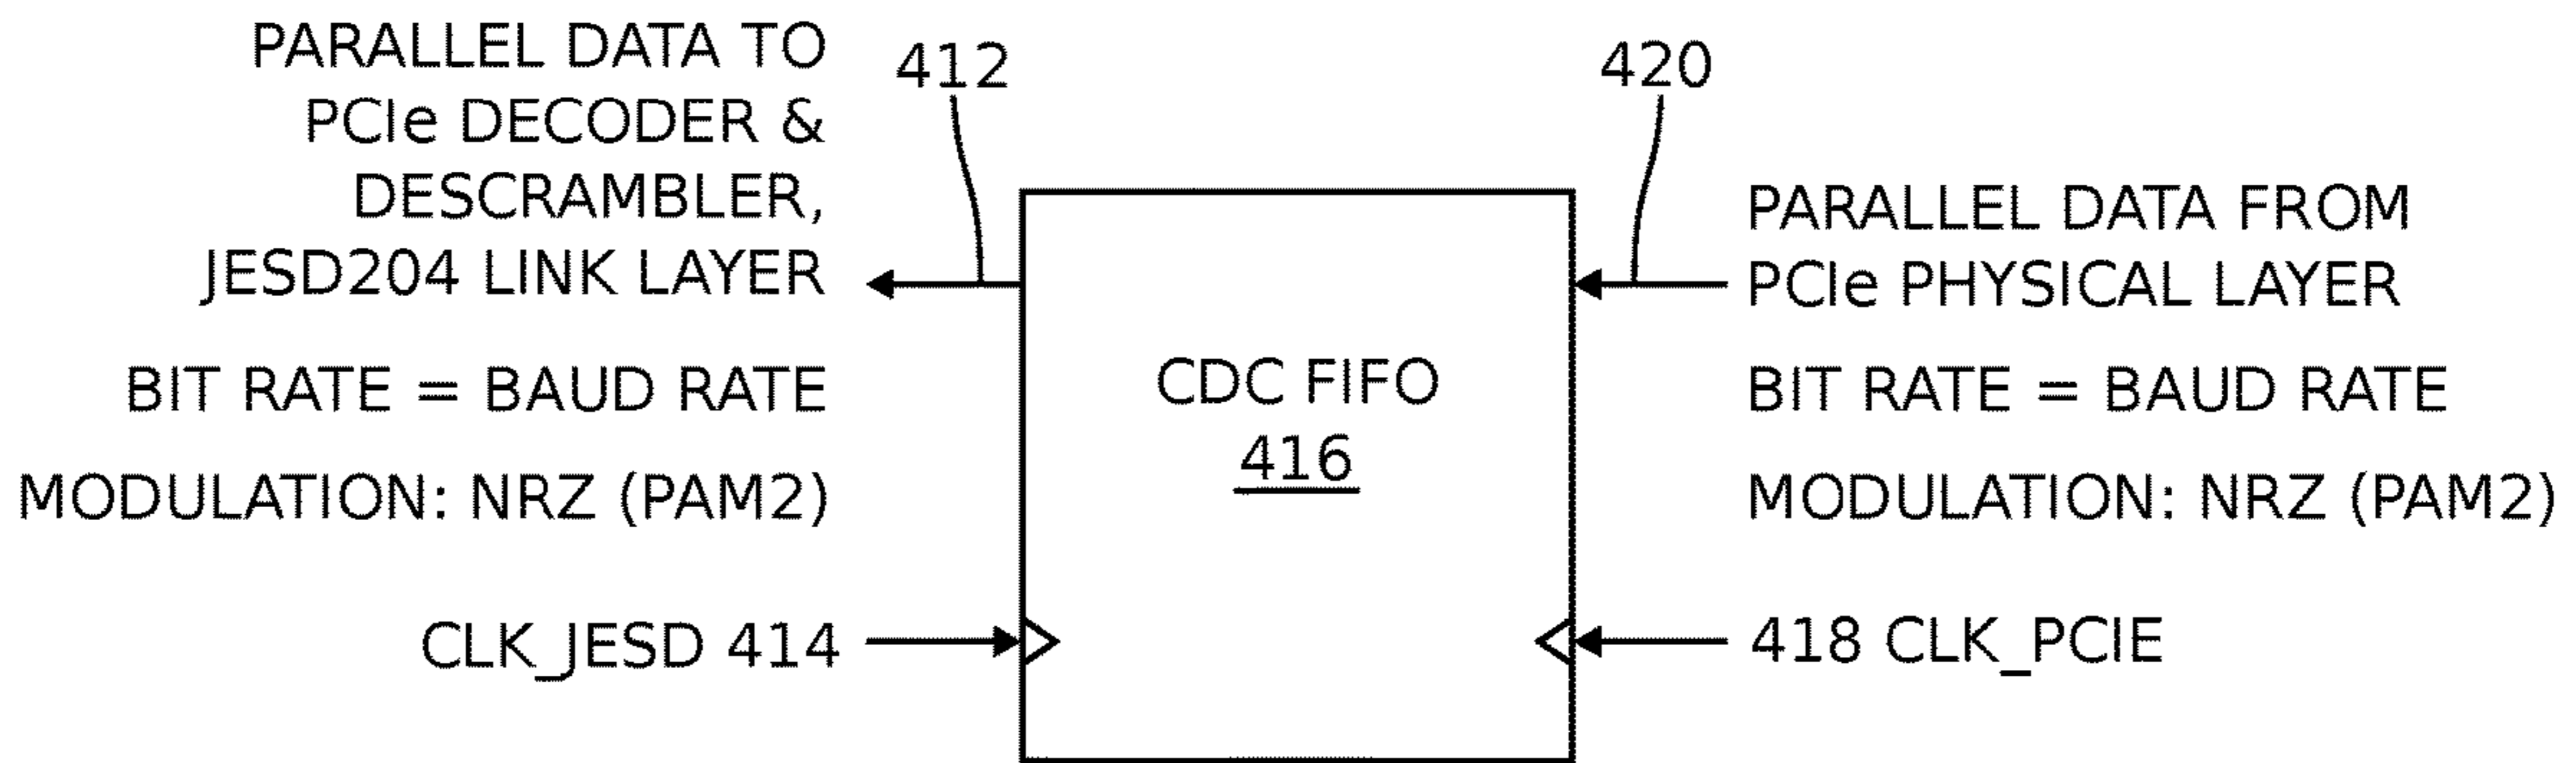 PARALLEL DATA TO
PCIe DECODER &
DESCRAMBLER,
JESD204 LINK LAYER
BIT RATE = BAUD RATE
MODULATION: NRZ (PAM2)
CLK_JESD 414
412
CDC FIFO
416
420
PARALLEL DATA FROM
PCIe PHYSICAL LAYER
BIT RATE = BAUD RATE
MODULATION: NRZ (PAM2)
418 CLK_PCIE